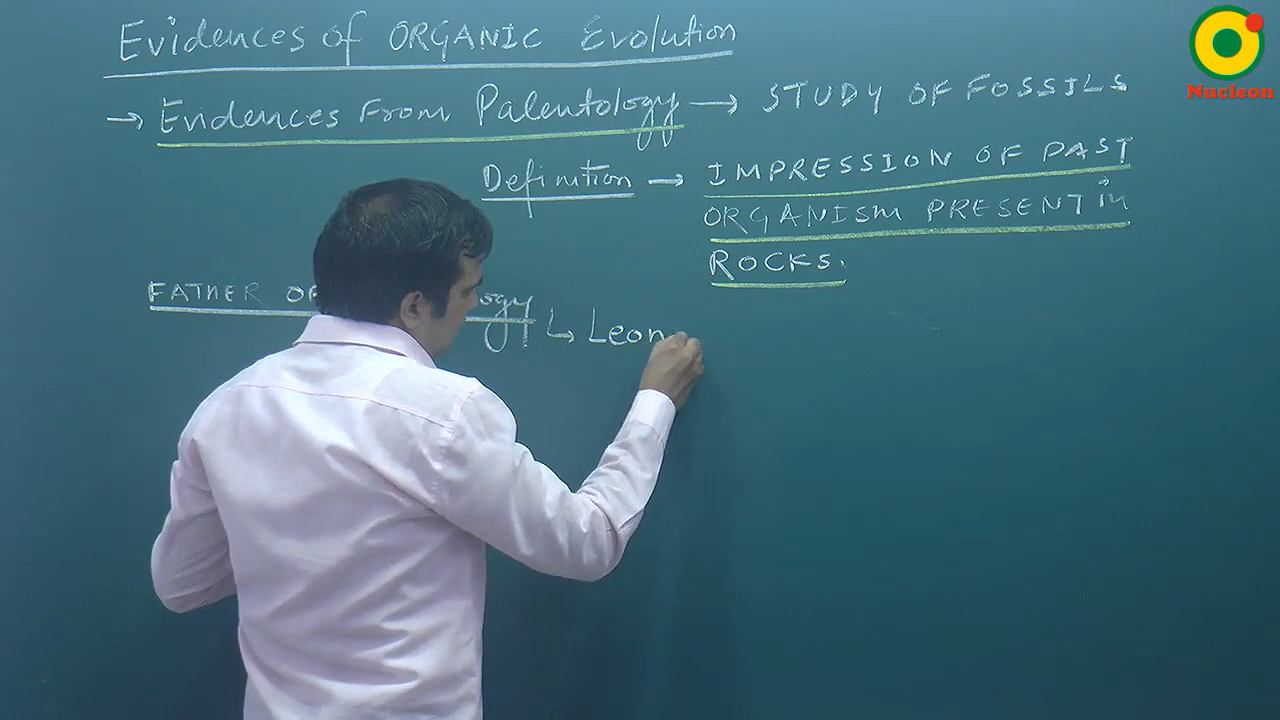 Evidences of ORGANIC Evolution
Nucleon
→ Evidences From Palentology → STUDY OF FOSSILS
Definition → IMPRESSION OF PAST
ORGANISM PRESENT in
ROCKS.
FATHER
↳ Leon